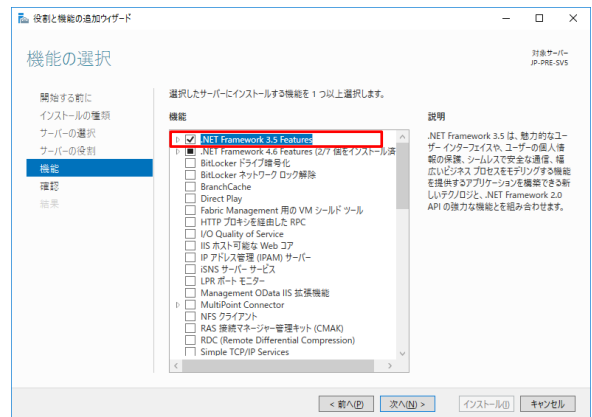 役割と機能の追加ウィザード
機能の選択
対象サーバー
JP-PRE-SV5
開始する前に
インストールの種類
サーバーの選択
サーバーの役割
機能
確認
結果
選択したサーバーにインストールする機能を 1 つ以上選択します。
機能
.NET Framework 3.5 Features
.NET Framework 4.6 Features (2/7 個をインストール済
BitLocker ドライブ暗号化
BitLocker ネットワーク ロック解除
BranchCache
Direct Play
Fabric Management 用の VM シールド ツール
HTTP プロキシを経由した RPC
I/O Quality of Service
IIS ホスト可能な Web コア
IP アドレス管理 (IPAM) サーバー
iSNS サーバー サービス
LPR ポート モニター
Management OData IIS 拡張機能
MultiPoint Connector
NFS クライアント
RAS 接続マネージャー管理キット (CMAK)
RDC (Remote Differential Compression)
Simple TCP/IP Services
説明
.NET Framework 3.5 は、魅力的なユー
ザー インターフェイスや、ユーザーの個人情
報の保護、シームレスで安全な通信、幅
広いビジネス プロセスをモデリングする機能
を提供するアプリケーションを構築できる新
しいテクノロジと、.NET Framework 2.0
API の強力な機能とを組み合わせます。
< 前へ(P)
次へ(N) >
インストール(I)
キャンセル